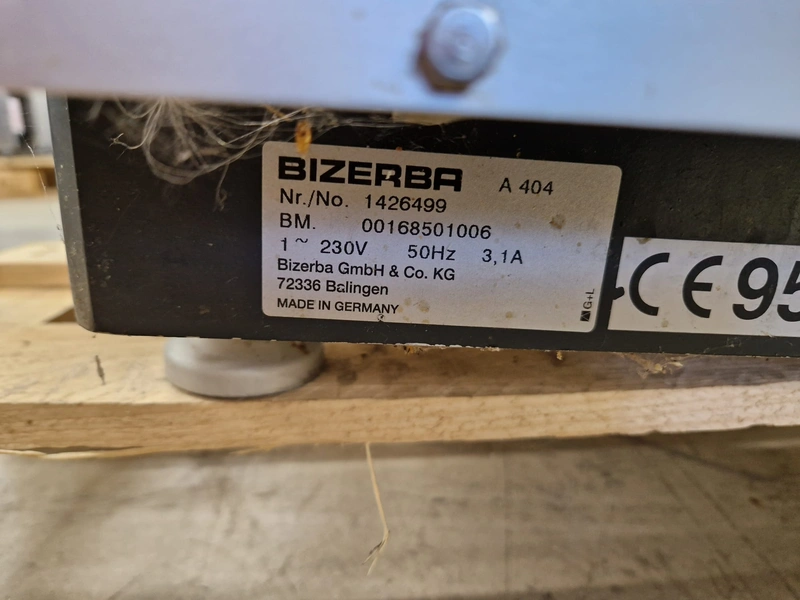 BIZERBA A 404
Nr./No. 1426499
BM. 00168501006
1~ 230V 50Hz 3,1A
Bizerba GmbH & Co. KG
72336 Balingen
MADE IN GERMANY
G+L
CE 95